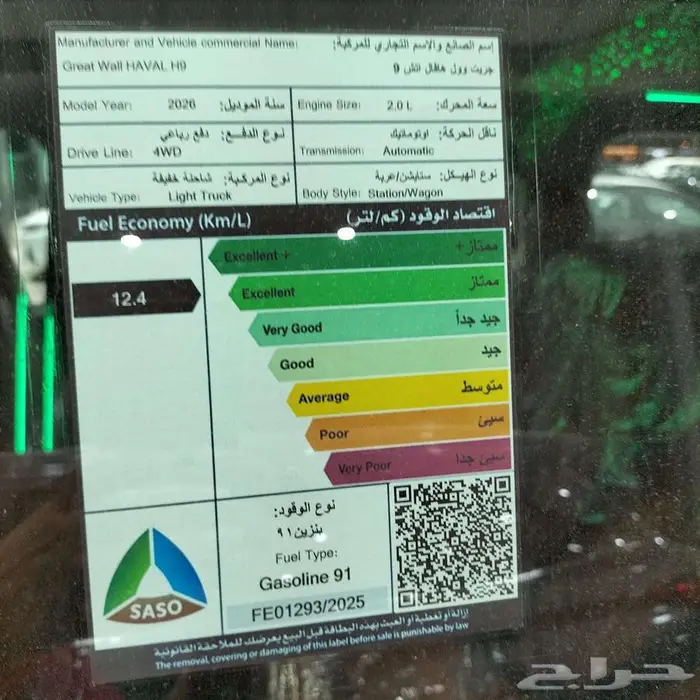 Manufacturer and Vehicle commercial Name: إسم الصانع والاسم التجاري للمركبة:
Great Wall HAVAL H9 جريت وول هافال اتش 9
Model Year: 2026 سنة الموديل: Engine Size: 2.0 L سعة المحرك:
نوع الدفع: دفع رباعي ناقل الحركة: اوتوماتيك
Drive Line: 4WD Transmission: Automatic
نوع المركبة: شاحلة خفيفة نوع الهيكل: ستايشن/عربة
Vehicle Type: Light Truck Body Style: Station/Wagon
Fuel Economy (Km/L) اقتصاد الوقود (كم/لتر)
Excellent + ممتاز+
12.4
Excellent ممتاز
Very Good جيد جداً
Good جيد
Average متوسط
Poor سيئ
Very Poor سيئ جدا
نوع الوقود:
بنزين ٩١
Fuel Type:
Gasoline 91
FE01293/2025
SASO
إزالة أو تغطية أو العبث بهذه البطاقة قبل البيع يعرضك للملاحقة القانونية
The removal, covering or damaging of this label before sale is punishable by law
حراج